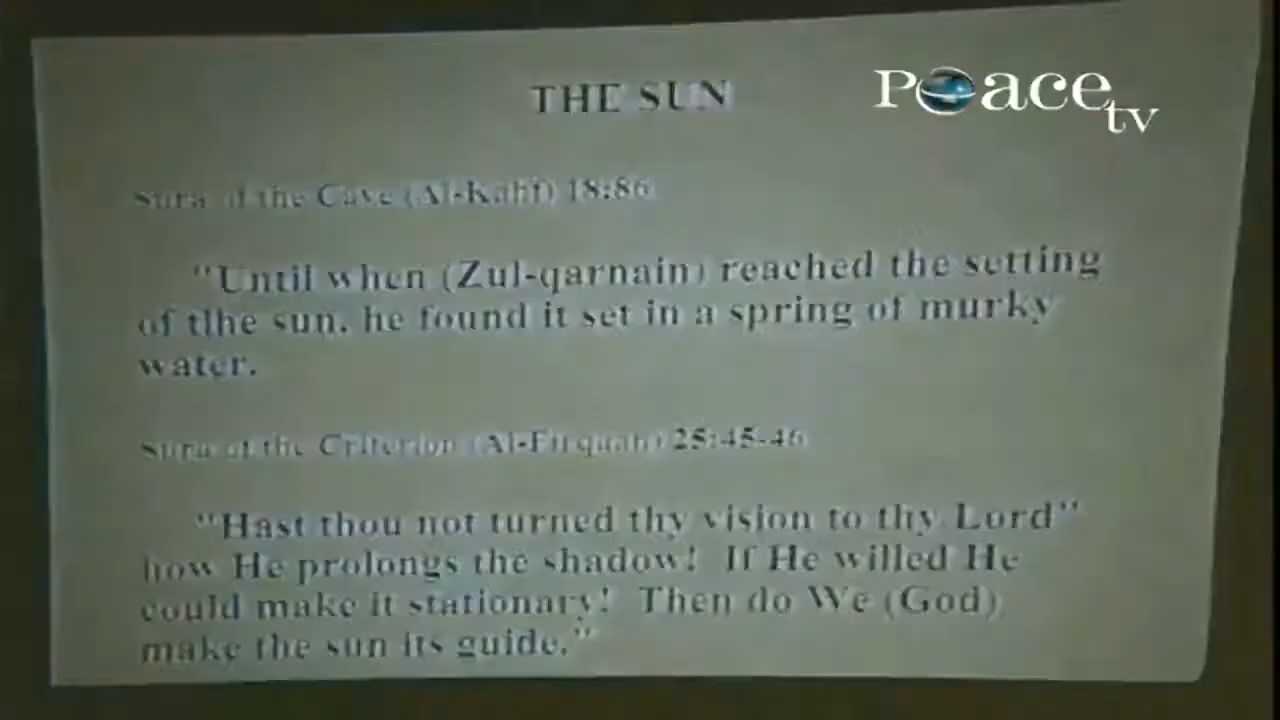 THE SUN
Peace tv
Sura of the Cave (Al-Kahf) 18:86
"Until when (Zul-qarnain) reached the setting
of tlhe sun, he found it set in a spring of murky
water.
Sura of the Criterion (Al-Furquan) 25:45-46
"Hast thou not turned thy vision to thy Lord"
how He prolongs the shadow! If He willed He
could make it stationary! Then do We (God)
make the sun its guide."